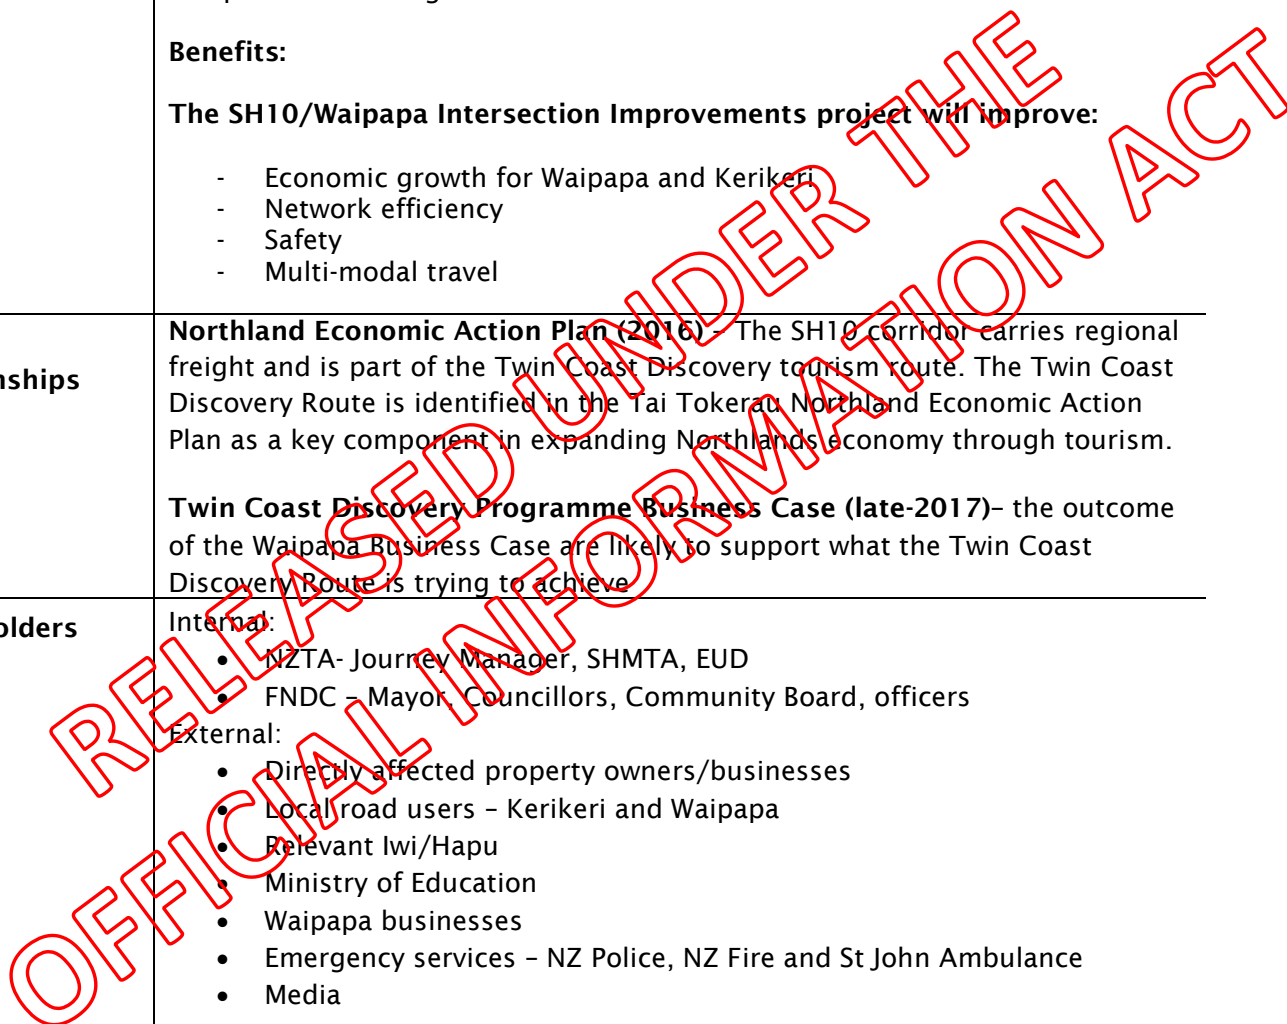 Benefits:
The SH10/Waipapa Intersection Improvements project will improve:
- Economic growth for Waipapa and Kerikeri
- Network efficiency
- Safety
- Multi-modal travel
nships
Northland Economic Action Plan (2016) – The SH10 corridor carries regional
freight and is part of the Twin Coast Discovery tourism route. The Twin Coast
Discovery Route is identified in the Tai Tokerau Northland Economic Action
Plan as a key component in expanding Northlands economy through tourism.
Twin Coast Discovery Programme Business Case (late-2017)– the outcome
of the Waipapa Business Case are likely to support what the Twin Coast
Discovery Route is trying to achieve
olders
Internal:
• NZTA- Journey Manager, SHMTA, EUD
• FNDC – Mayor, Councillors, Community Board, officers
External:
• Directly affected property owners/businesses
• Local road users – Kerikeri and Waipapa
• Relevant Iwi/Hapu
• Ministry of Education
• Waipapa businesses
• Emergency services – NZ Police, NZ Fire and St John Ambulance
• Media
RELEASED UNDER THE
OFFICIAL INFORMATION ACT